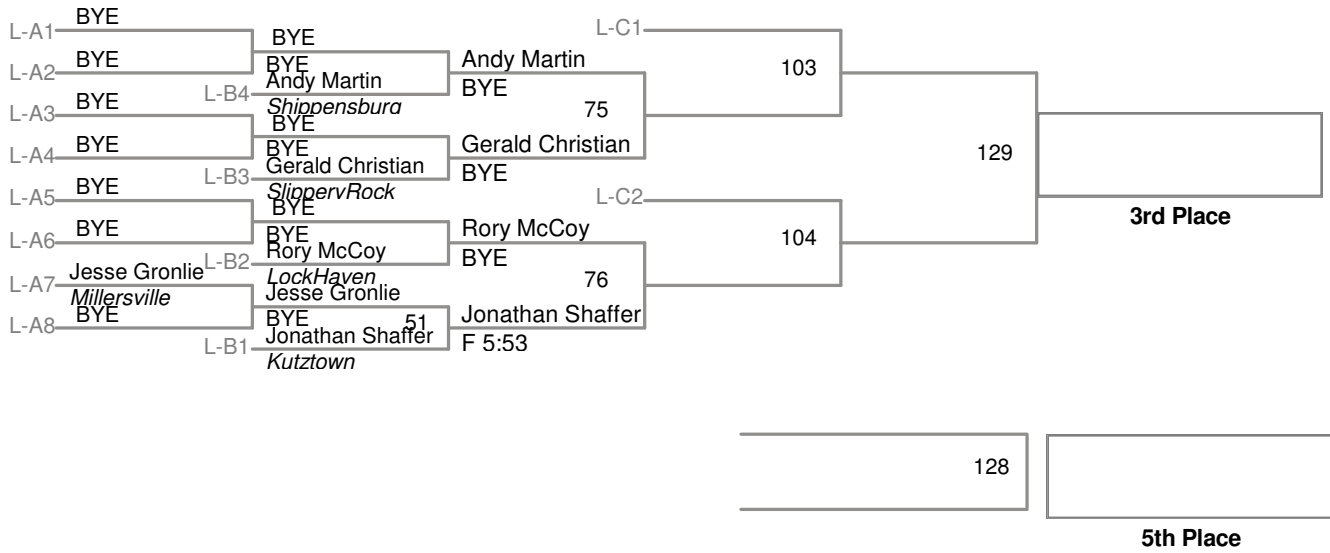 L-A1 BYE
BYE
L-A2 BYE
BYE
L-B4 Andy Martin
Shippensburg
Andy Martin
BYE
L-A3 BYE
BYE
L-A4 BYE
BYE
L-B3 Gerald Christian
SlipperyRock
75
Gerald Christian
BYE
L-A5 BYE
BYE
L-A6 BYE
BYE
L-B2 Rory McCoy
LockHaven
Rory McCoy
BYE
L-A7 Jesse Gronlie
Millersville
Jesse Gronlie
L-A8 BYE
BYE
51
L-B1 Jonathan Shaffer
Kutztown
76
Jonathan Shaffer
F 5:53
L-C1
103
L-C2
104
129
3rd Place
128
5th Place